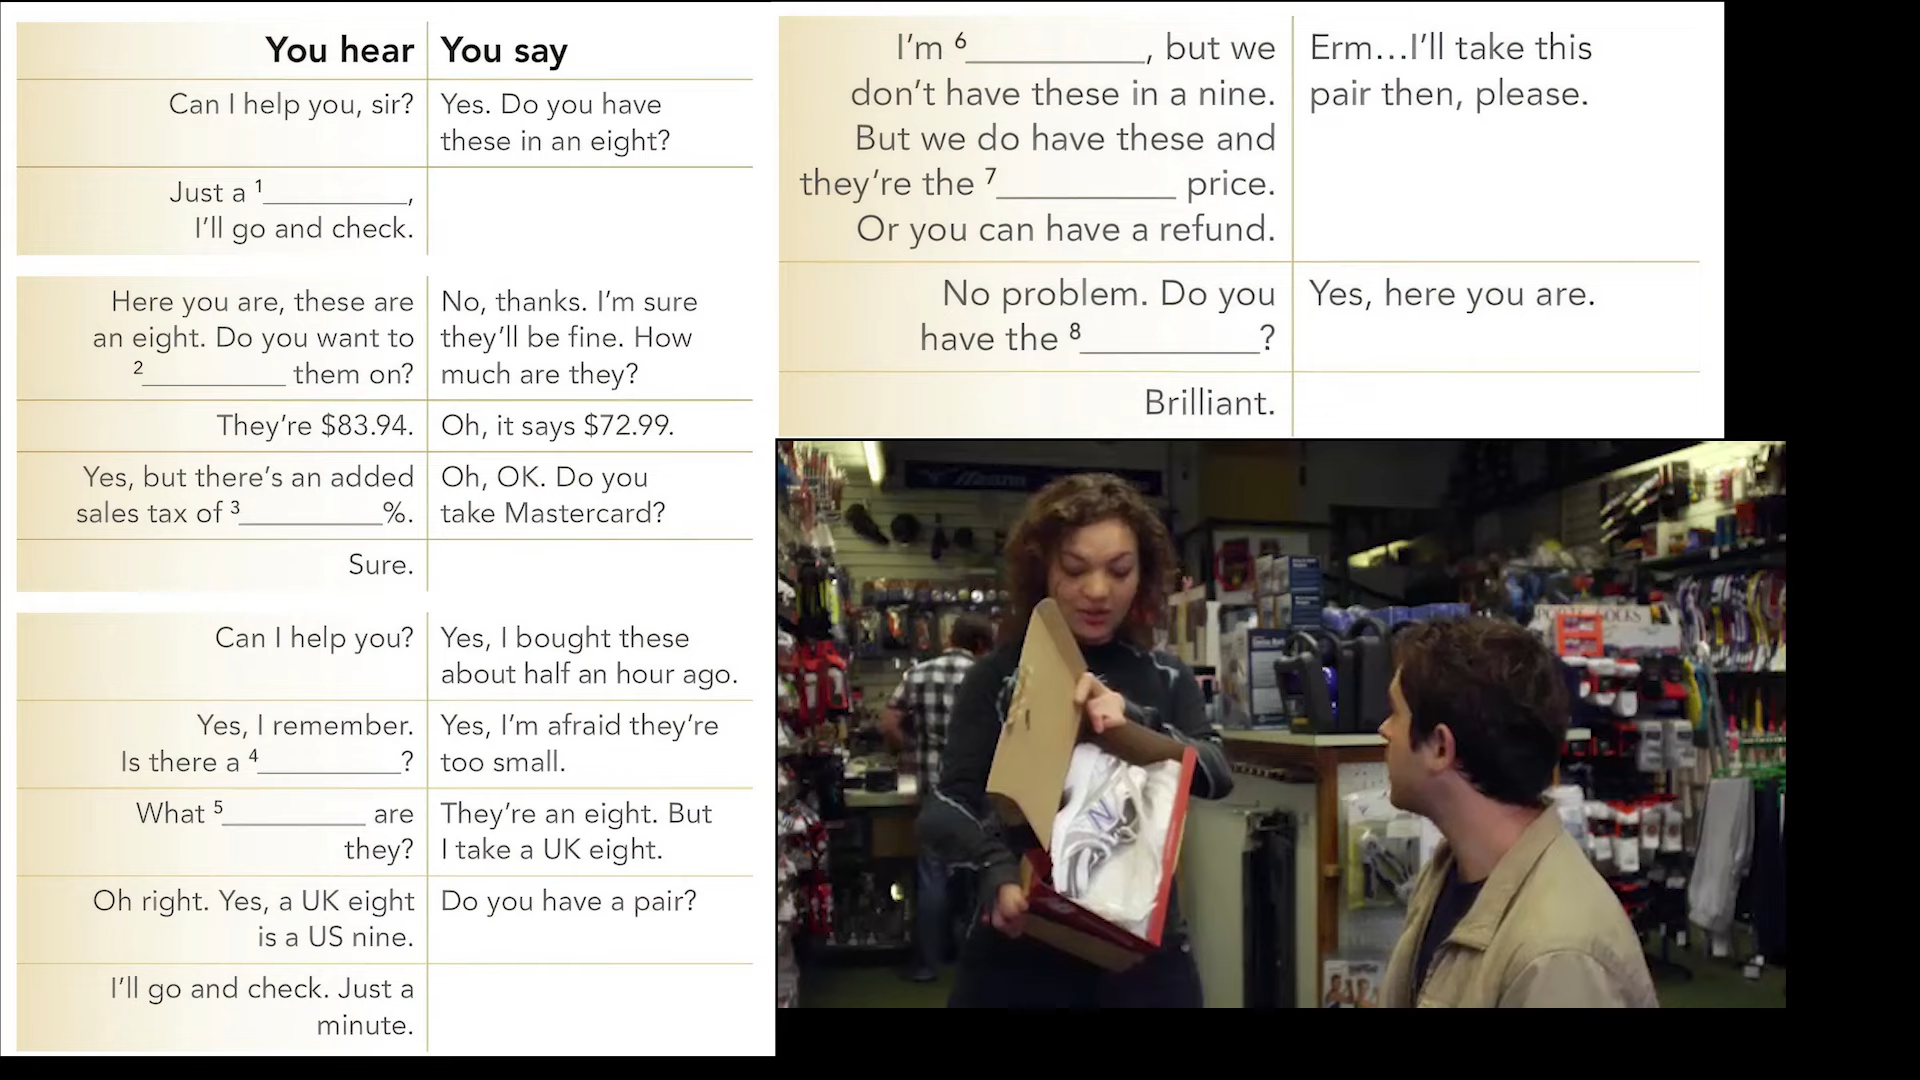 You hear
You say
Can I help you, sir?
Yes. Do you have
these in an eight?
Just a ¹__________,
I'll go and check.
Here you are, these are
an eight. Do you want to
²__________ them on?
No, thanks. I'm sure
they'll be fine. How
much are they?
They're $83.94.
Oh, it says $72.99.
Yes, but there's an added
sales tax of ³__________%.
Oh, OK. Do you
take Mastercard?
Sure.
Can I help you?
Yes, I bought these
about half an hour ago.
Yes, I remember.
Is there a ⁴__________?
Yes, I'm afraid they're
too small.
What ⁵__________ are
they?
They're an eight. But
I take a UK eight.
Oh right. Yes, a UK eight
is a US nine.
Do you have a pair?
I'll go and check. Just a
minute.
I'm ⁶__________, but we
don't have these in a nine.
But we do have these and
they're the ⁷__________ price.
Or you can have a refund.
Erm...I'll take this
pair then, please.
No problem. Do you
have the ⁸__________?
Yes, here you are.
Brilliant.